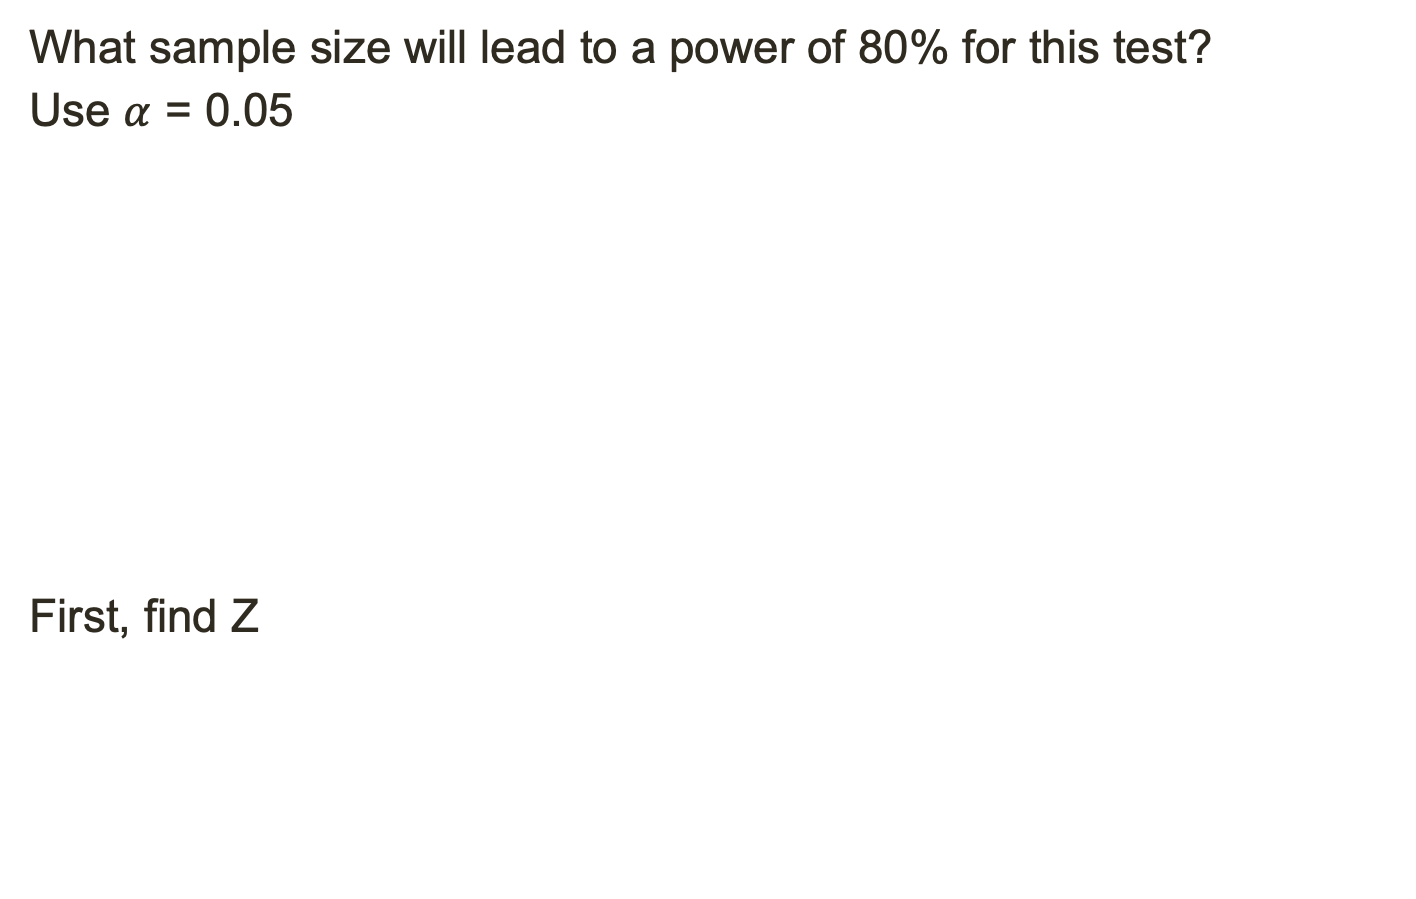 What sample size will lead to a power of 80% for this test?
Use 𝛼 = 0.05
First, find Z